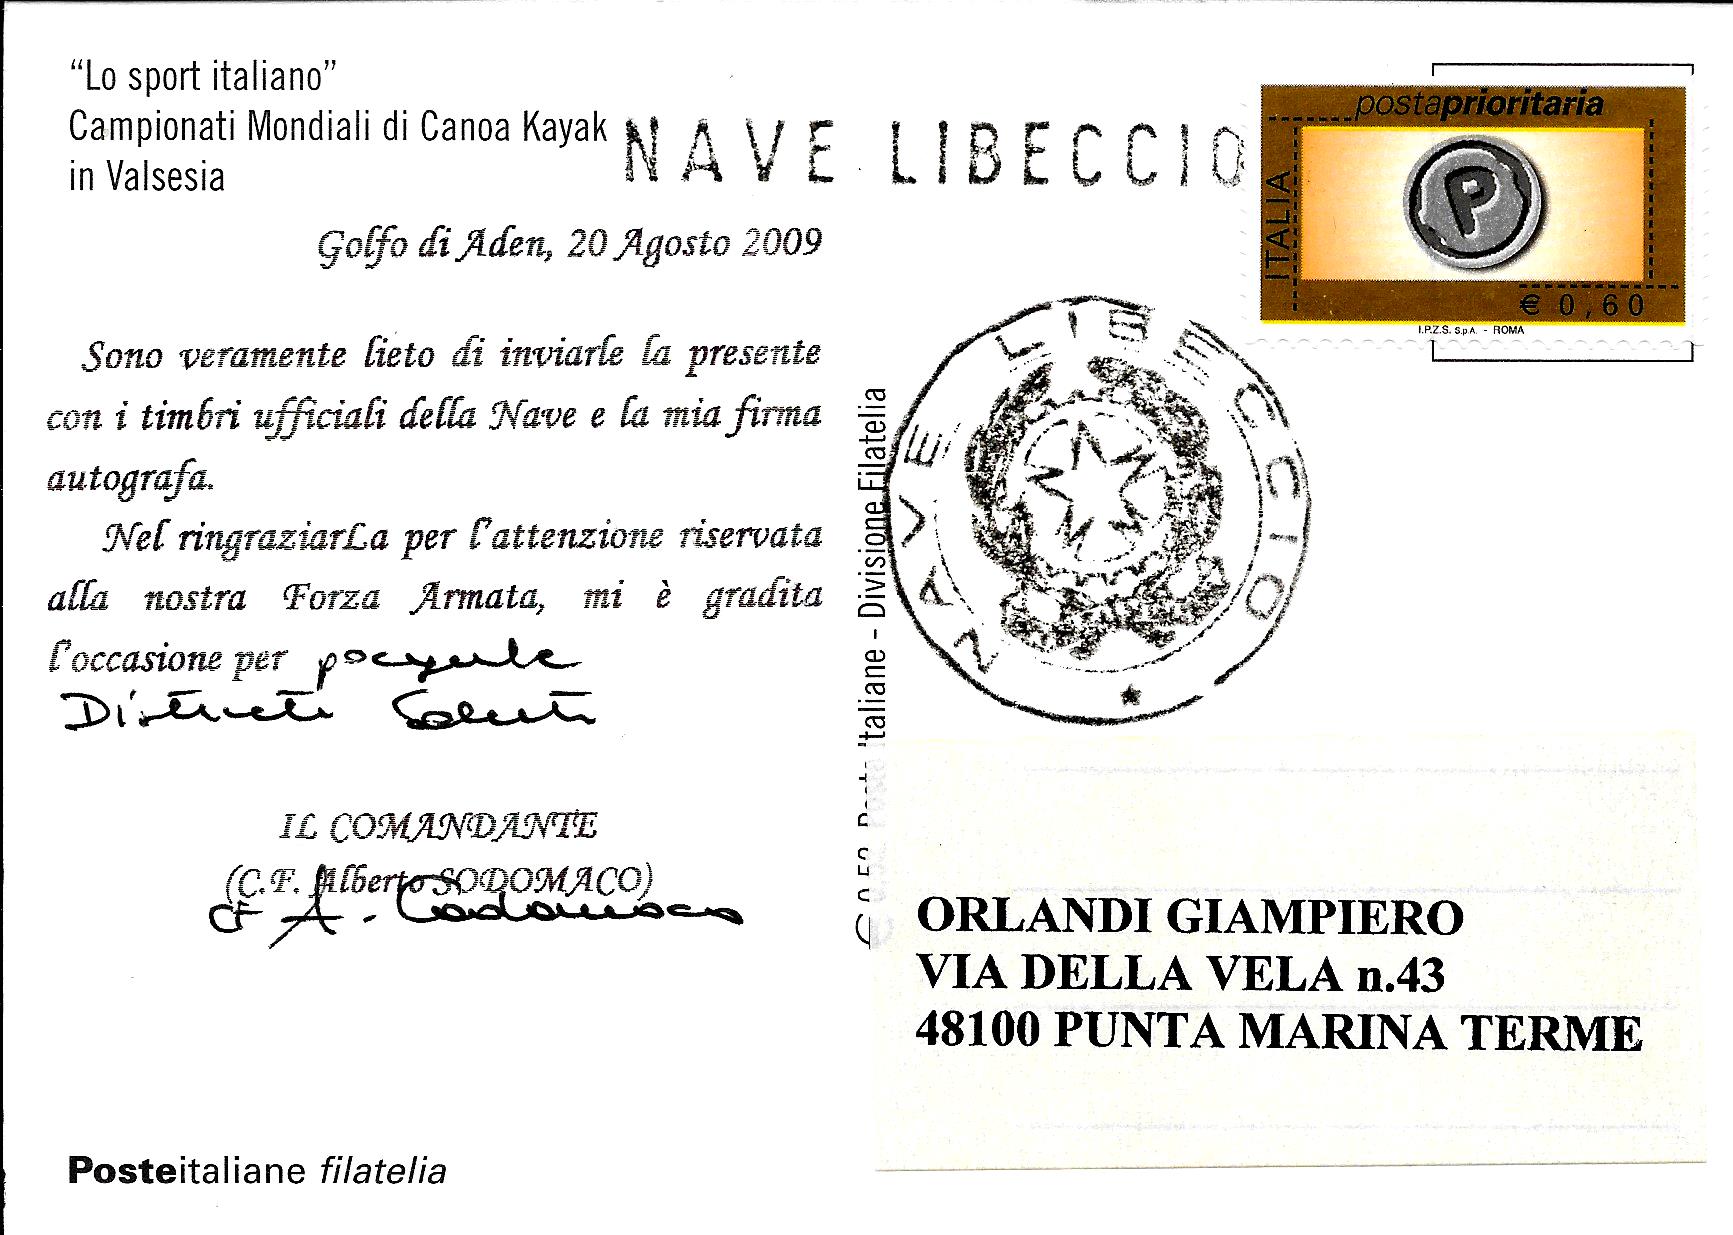 “Lo sport italiano”
Campionati Mondiali di Canoa Kayak
in Valsesia
NAVE LIBECCIO
postaprioritaria
ITALIA
€ 0,60
I.P.Z.S. S.p.A. - ROMA
Golfo di Aden, 20 Agosto 2009
Sono veramente lieto di inviarle la presente
con i timbri ufficiali della Nave e la mia firma
autografa.
Nel ringraziarLa per l'attenzione riservata
alla nostra Forza Armata, mi è gradita
l'occasione per porgerle
Distinti Saluti
IL COMANDANTE
(C.F. Alberto SODOMACO)
CF A. Sodomaco
NAVE LIBECCIO
Italiane - Divisione Filatelia
ORLANDI GIAMPIERO
VIA DELLA VELA n.43
48100 PUNTA MARINA TERME
Posteitaliane filatelia